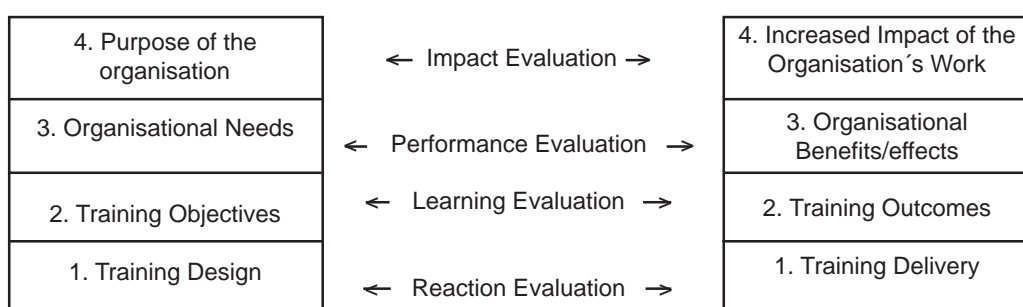 4. Purpose of the
organisation
← Impact Evaluation →
4. Increased Impact of the
Organisation´s Work
3. Organisational Needs
← Performance Evaluation →
3. Organisational
Benefits/effects
2. Training Objectives
← Learning Evaluation →
2. Training Outcomes
1. Training Design
← Reaction Evaluation →
1. Training Delivery